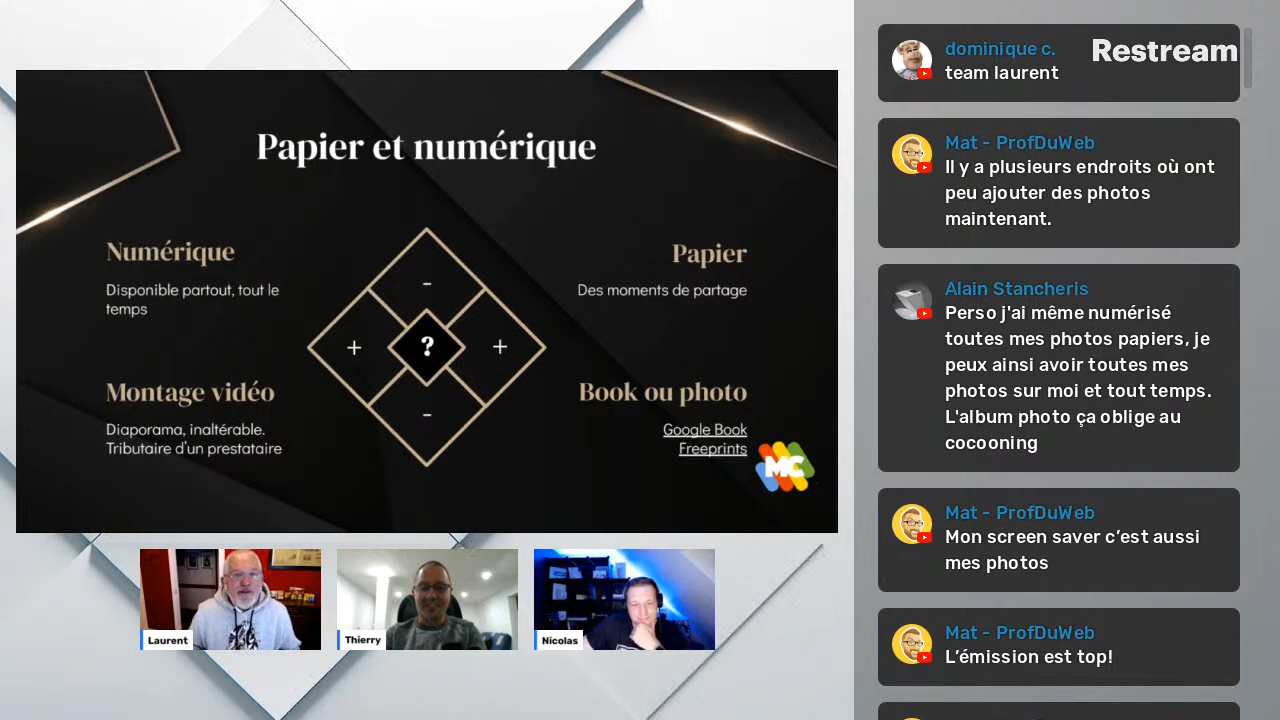 Papier et numérique
Numérique
Disponible partout, tout le
temps
Montage vidéo
Diaporama, inaltérable.
Tributaire d'un prestataire
-
+
?
+
-
Papier
Des moments de partage
Book ou photo
Google Book
Freeprints
MC
Laurent
Thierry
Nicolas
Restream
dominique c.
team laurent
Mat - ProfDuWeb
Il y a plusieurs endroits où ont
peu ajouter des photos
maintenant.
Alain Stancheris
Perso j'ai même numérisé
toutes mes photos papiers, je
peux ainsi avoir toutes mes
photos sur moi et tout temps.
L'album photo ça oblige au
cocooning
Mat - ProfDuWeb
Mon screen saver c’est aussi
mes photos
Mat - ProfDuWeb
L’émission est top!